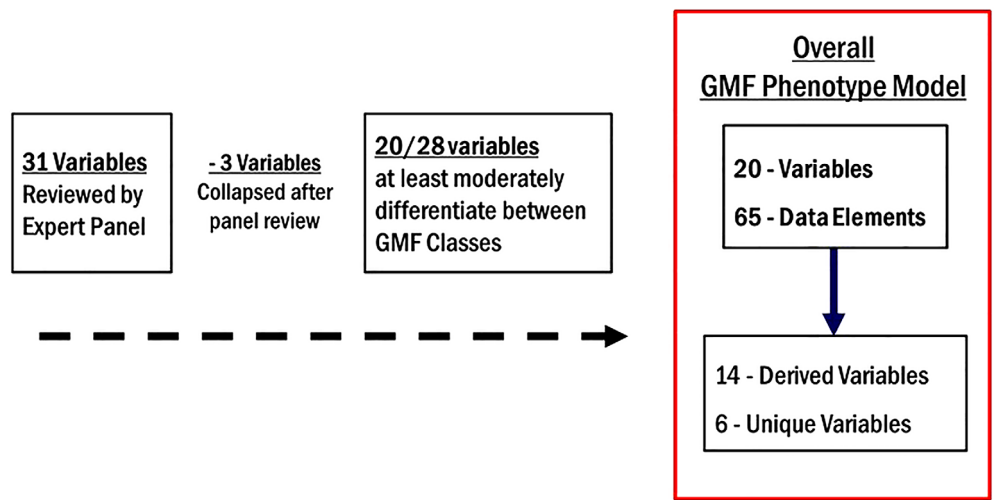 31 Variables
Reviewed by
Expert Panel
- 3 Variables
Collapsed after
panel review
20/28 variables
at least moderately
differentiate between
GMF Classes
Overall
GMF Phenotype Model
20 - Variables
65 - Data Elements
14 - Derived Variables
6 - Unique Variables